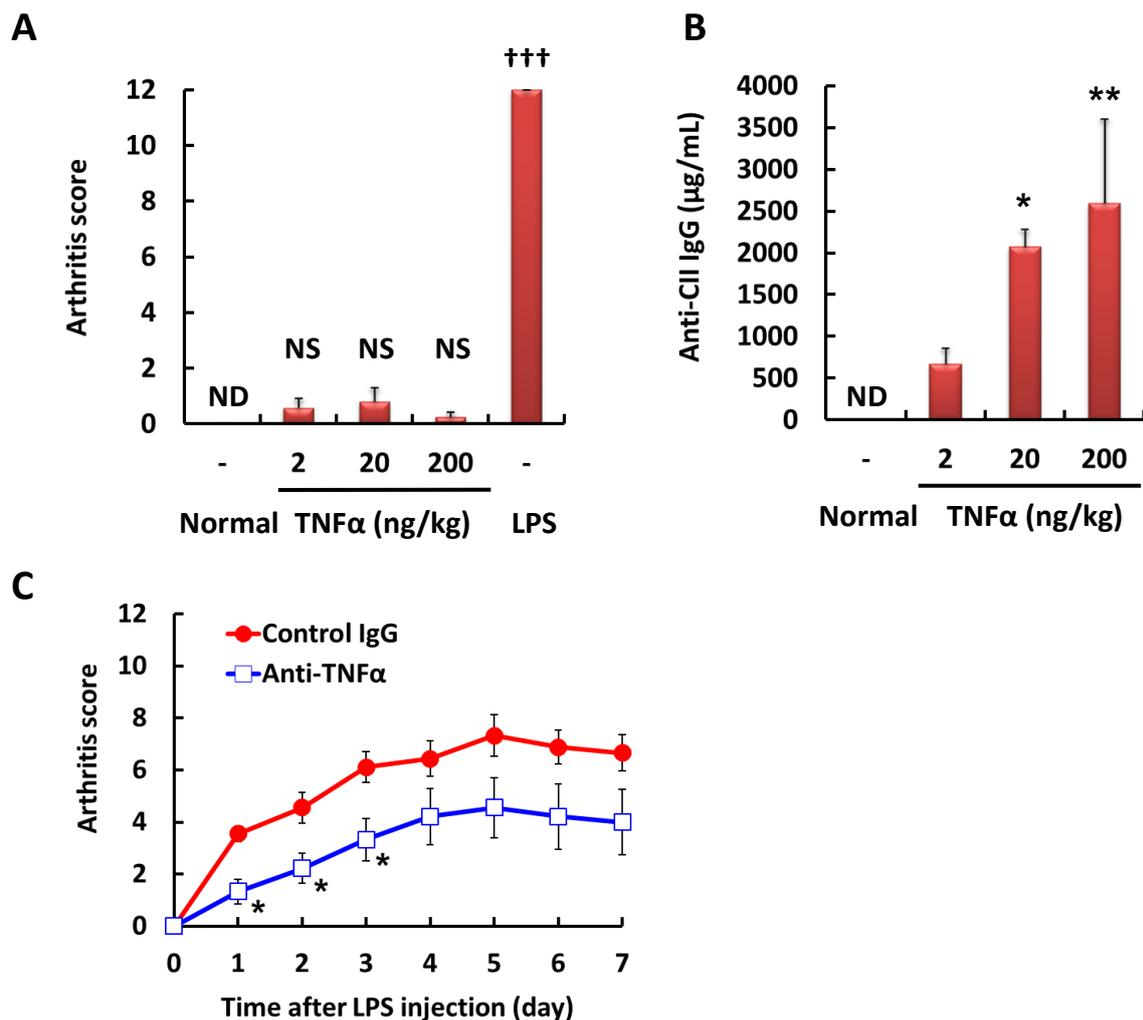 A
†††
12
10
8
6
4
2
0
Arthritis score
ND
NS NS NS
- 2 20 200 -
Normal TNFα (ng/kg) LPS
B
4000
3500
3000
2500
2000
1500
1000
500
0
Anti-CII IgG (µg/mL)
ND
*
**
- 2 20 200
Normal TNFα (ng/kg)
C
12
10
8
6
4
2
0
Arthritis score
Control IgG
Anti-TNFα
* * *
0 1 2 3 4 5 6 7
Time after LPS injection (day)